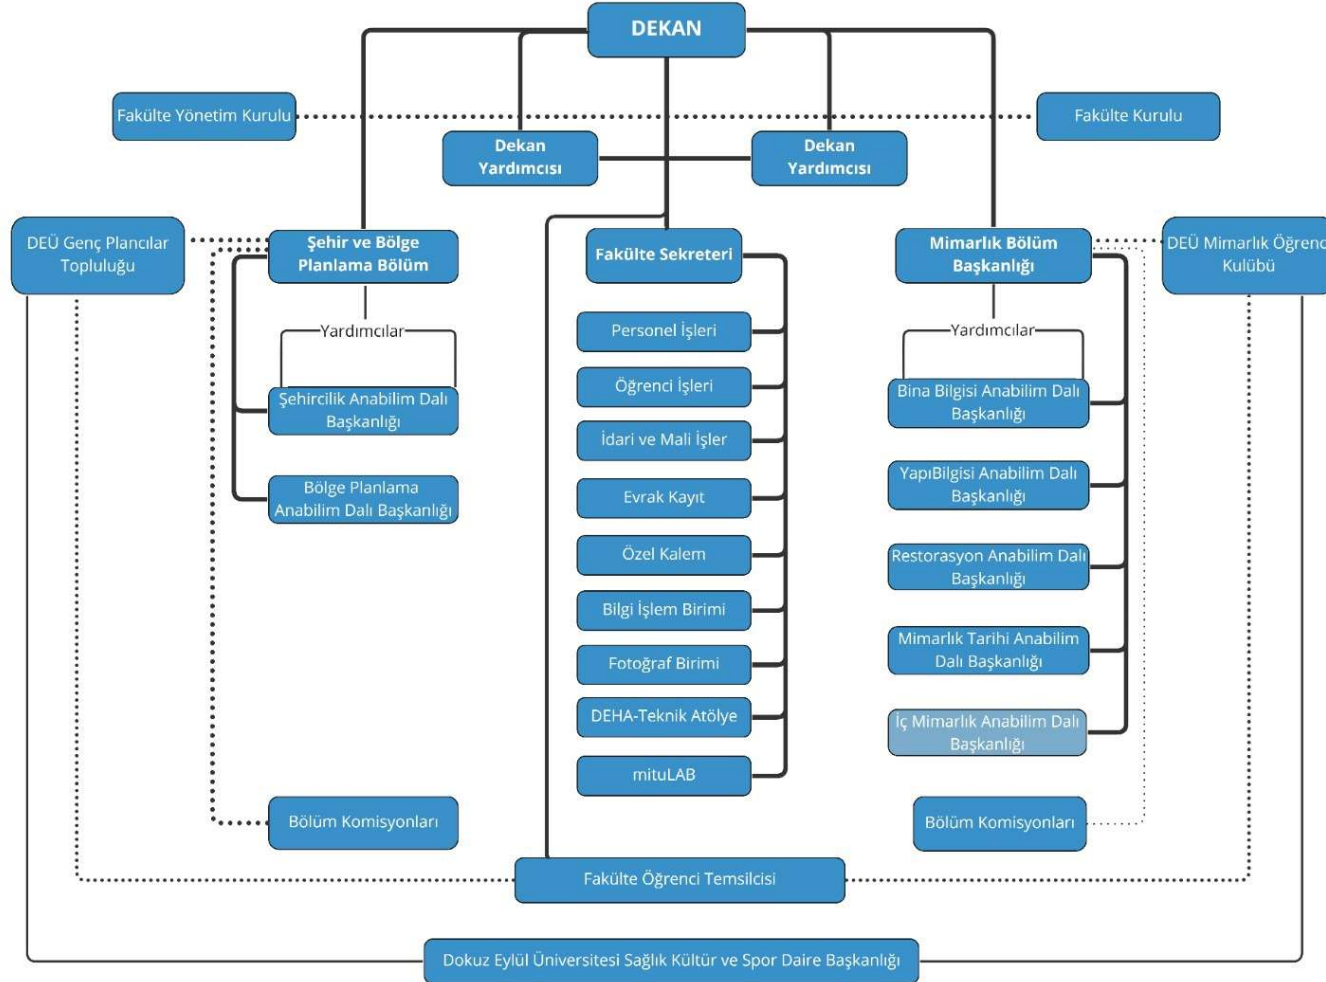 DEKAN
Fakülte Yönetim Kurulu
Fakülte Kurulu
Dekan
Yardımcısı
Dekan
Yardımcısı
DEÜ Genç Plancılar
Topluluğu
Şehir ve Bölge
Planlama Bölüm
Fakülte Sekreteri
Mimarlık Bölüm
Başkanlığı
DEÜ Mimarlık Öğrenc
Kulübü
Yardımcılar
Şehircilik Anabilim Dalı
Başkanlığı
Bölge Planlama
Anabilim Dalı Başkanlığı
Personel İşleri
Öğrenci İşleri
İdari ve Mali İşler
Evrak Kayıt
Özel Kalem
Bilgi İşlem Birimi
Fotoğraf Birimi
DEHA-Teknik Atölye
mituLAB
Yardımcılar
Bina Bilgisi Anabilim Dalı
Başkanlığı
YapıBilgisi Anabilim Dalı
Başkanlığı
Restorasyon Anabilim Dalı
Başkanlığı
Mimarlık Tarihi Anabilim
Dalı Başkanlığı
İç Mimarlık Anabilim Dalı
Başkanlığı
Bölüm Komisyonları
Bölüm Komisyonları
Fakülte Öğrenci Temsilcisi
Dokuz Eylül Üniversitesi Sağlık Kültür ve Spor Daire Başkanlığı